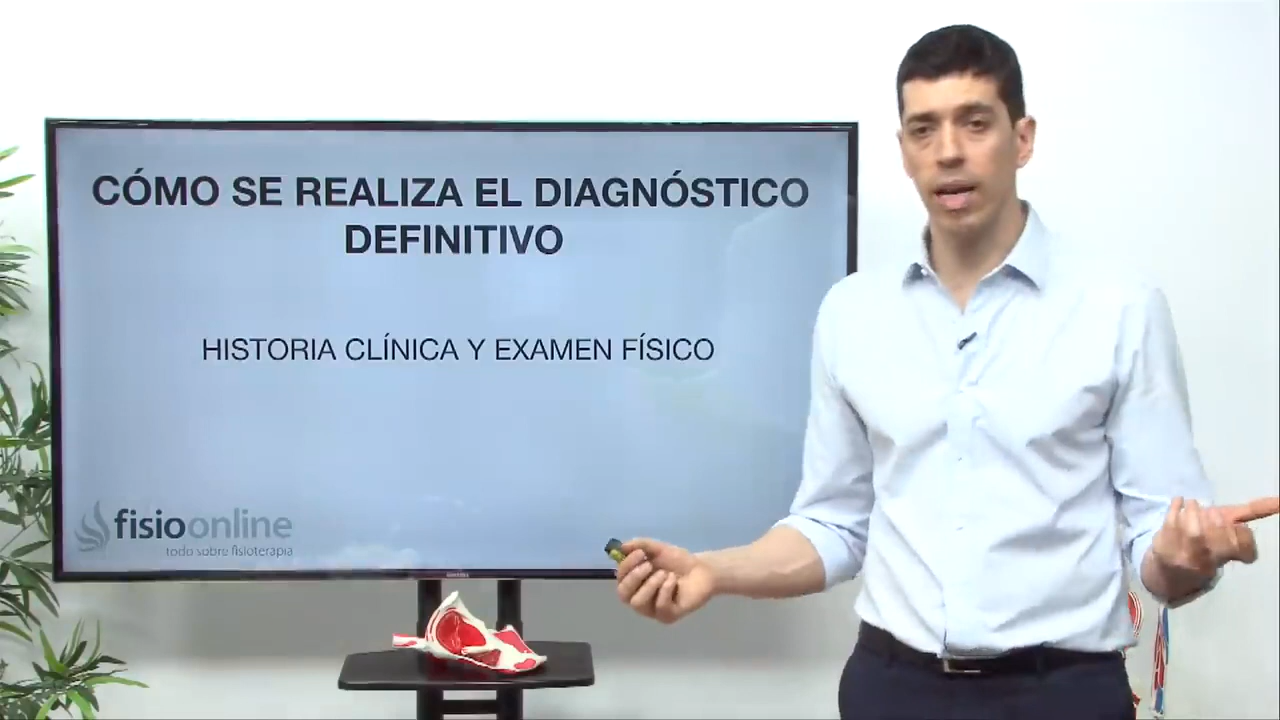 CÓMO SE REALIZA EL DIAGNÓSTICO
DEFINITIVO
HISTORIA CLÍNICA Y EXAMEN FÍSICO
fisioonline
todo sobre fisioterapia